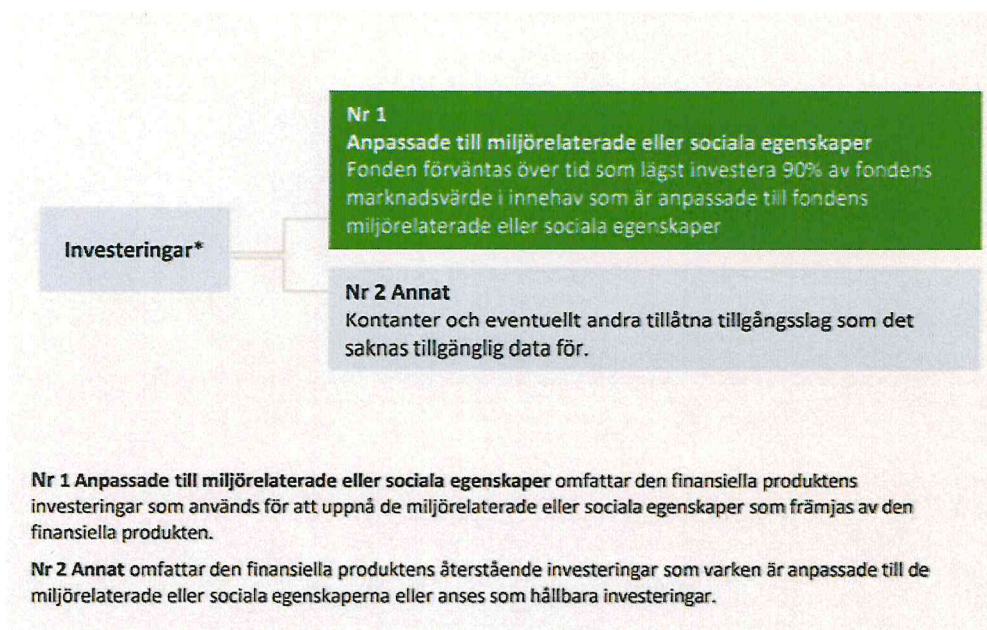 Nr 1
Anpassade till miljörelaterade eller sociala egenskaper
Fonden förväntas över tid som lägst investera 90% av fondens
marknadsvärde i innehav som är anpassade till fondens
miljörelaterade eller sociala egenskaper
Investeringar*
Nr 2 Annat
Kontanter och eventuellt andra tillåtna tillgångsslag som det
saknas tillgänglig data för.
Nr 1 Anpassade till miljörelaterade eller sociala egenskaper omfattar den finansiella produktens
investeringar som används för att uppnå de miljörelaterade eller sociala egenskaper som främjas av den
finansiella produkten.
Nr 2 Annat omfattar den finansiella produktens återstående investeringar som varken är anpassade till de
miljörelaterade eller sociala egenskaperna eller anses som hållbara investeringar.